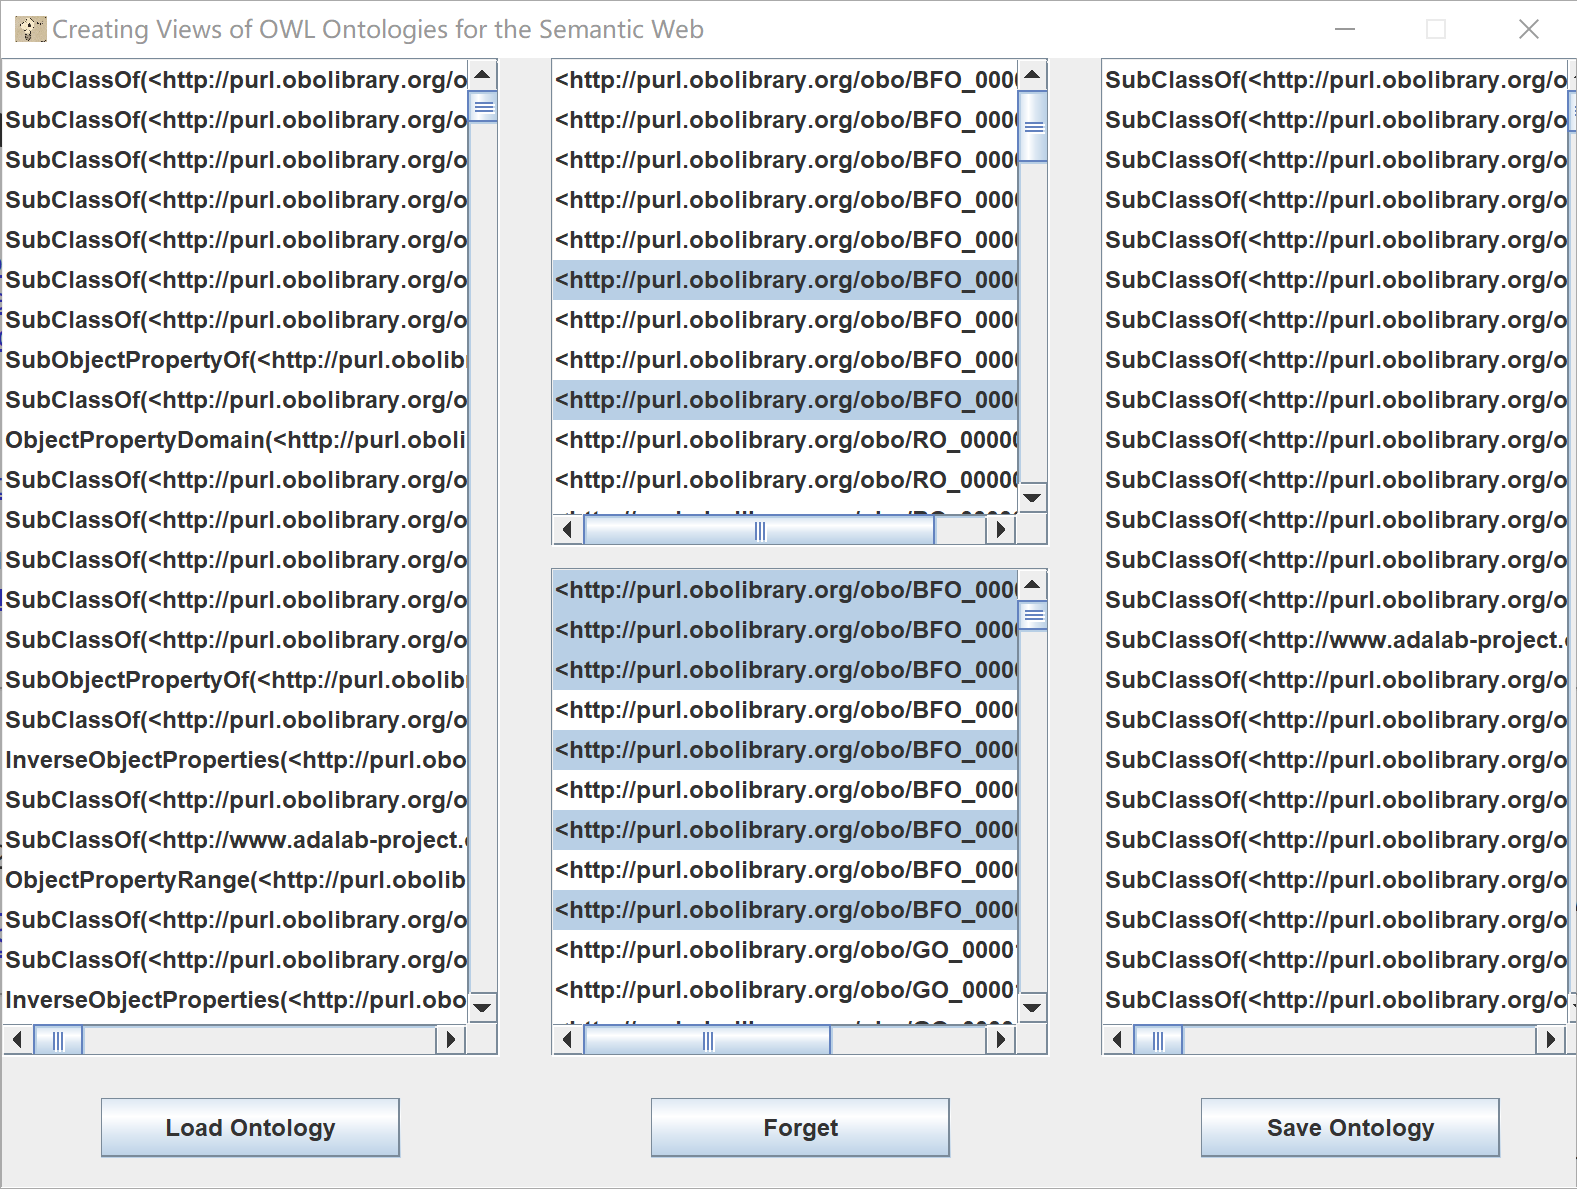 Creating Views of OWL Ontologies for the Semantic Web
SubClassOf(<http://purl.obolibrary.org/o
SubClassOf(<http://purl.obolibrary.org/o
SubClassOf(<http://purl.obolibrary.org/o
SubClassOf(<http://purl.obolibrary.org/o
SubClassOf(<http://purl.obolibrary.org/o
SubClassOf(<http://purl.obolibrary.org/o
SubClassOf(<http://purl.obolibrary.org/o
SubObjectPropertyOf(<http://purl.obolib
SubClassOf(<http://purl.obolibrary.org/o
ObjectPropertyDomain(<http://purl.oboli
SubClassOf(<http://purl.obolibrary.org/o
SubClassOf(<http://purl.obolibrary.org/o
SubClassOf(<http://purl.obolibrary.org/o
SubClassOf(<http://purl.obolibrary.org/o
SubClassOf(<http://purl.obolibrary.org/o
SubObjectPropertyOf(<http://purl.obolib
SubClassOf(<http://purl.obolibrary.org/o
InverseObjectProperties(<http://purl.obo
SubClassOf(<http://purl.obolibrary.org/o
SubClassOf(<http://www.adalab-project.
ObjectPropertyRange(<http://purl.obolib
SubClassOf(<http://purl.obolibrary.org/o
SubClassOf(<http://purl.obolibrary.org/o
InverseObjectProperties(<http://purl.obo
<http://purl.obolibrary.org/obo/BFO_000
<http://purl.obolibrary.org/obo/BFO_000
<http://purl.obolibrary.org/obo/BFO_000
<http://purl.obolibrary.org/obo/BFO_000
<http://purl.obolibrary.org/obo/BFO_000
<http://purl.obolibrary.org/obo/BFO_000
<http://purl.obolibrary.org/obo/BFO_000
<http://purl.obolibrary.org/obo/BFO_000
<http://purl.obolibrary.org/obo/BFO_000
<http://purl.obolibrary.org/obo/RO_0000
<http://purl.obolibrary.org/obo/RO_0000
<http://purl.obolibrary.org/obo/BFO_000
<http://purl.obolibrary.org/obo/BFO_000
<http://purl.obolibrary.org/obo/BFO_000
<http://purl.obolibrary.org/obo/BFO_000
<http://purl.obolibrary.org/obo/BFO_000
<http://purl.obolibrary.org/obo/BFO_000
<http://purl.obolibrary.org/obo/BFO_000
<http://purl.obolibrary.org/obo/BFO_000
<http://purl.obolibrary.org/obo/BFO_000
<http://purl.obolibrary.org/obo/GO_0000
<http://purl.obolibrary.org/obo/GO_0000
SubClassOf(<http://purl.obolibrary.org/o
SubClassOf(<http://purl.obolibrary.org/o
SubClassOf(<http://purl.obolibrary.org/o
SubClassOf(<http://purl.obolibrary.org/o
SubClassOf(<http://purl.obolibrary.org/o
SubClassOf(<http://purl.obolibrary.org/o
SubClassOf(<http://purl.obolibrary.org/o
SubClassOf(<http://purl.obolibrary.org/o
SubClassOf(<http://purl.obolibrary.org/o
SubClassOf(<http://purl.obolibrary.org/o
SubClassOf(<http://purl.obolibrary.org/o
SubClassOf(<http://purl.obolibrary.org/o
SubClassOf(<http://purl.obolibrary.org/o
SubClassOf(<http://purl.obolibrary.org/o
SubClassOf(<http://www.adalab-project.
SubClassOf(<http://purl.obolibrary.org/o
SubClassOf(<http://purl.obolibrary.org/o
SubClassOf(<http://purl.obolibrary.org/o
SubClassOf(<http://purl.obolibrary.org/o
SubClassOf(<http://purl.obolibrary.org/o
SubClassOf(<http://purl.obolibrary.org/o
SubClassOf(<http://purl.obolibrary.org/o
SubClassOf(<http://purl.obolibrary.org/o
SubClassOf(<http://purl.obolibrary.org/o
Load Ontology
Forget
Save Ontology